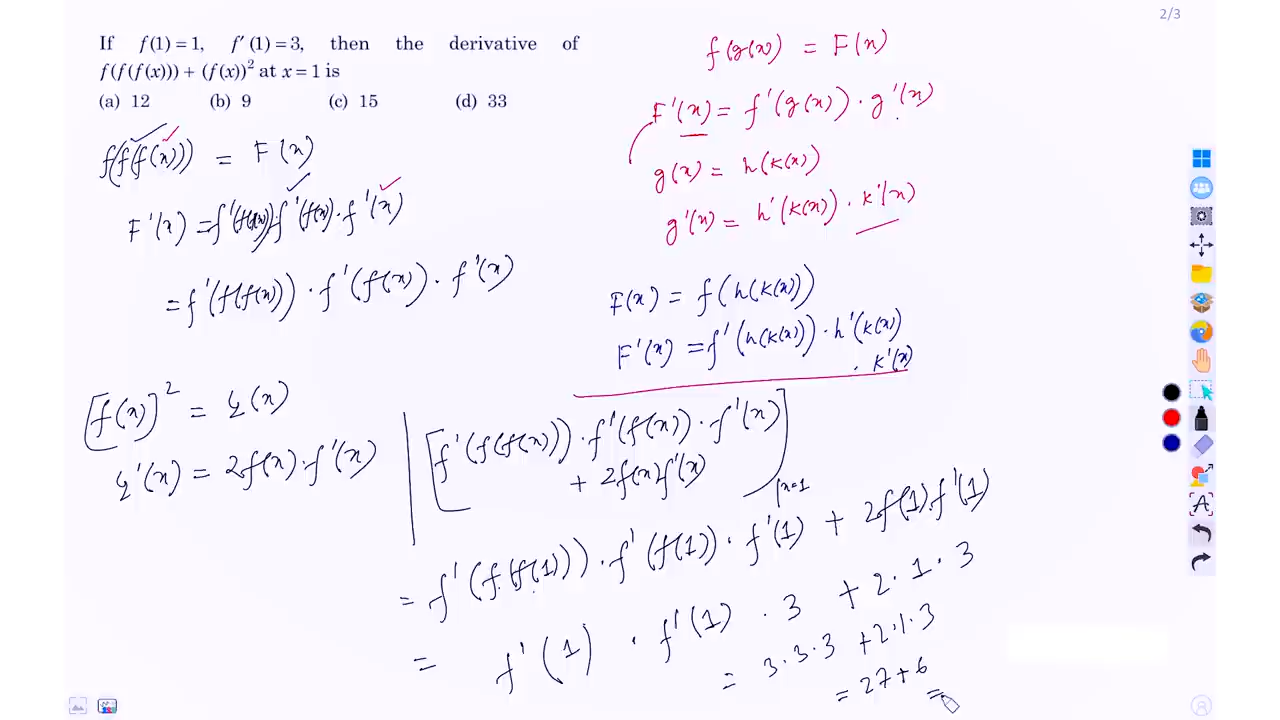 2/3
If f(1) = 1, f′(1) = 3, then the derivative of
f(f(f(x))) + (f(x))² at x = 1 is
(a) 12 (b) 9 (c) 15 (d) 33
f(f(f(x))) = F(x)
F'(x) = f'(f(f(x)) f'(f(x)). f'(x)
= f'(f(f(x)) · f'(f(x)) · f'(x)
[f(x)]² = G(x)
G'(x) = 2f(x).f'(x)
f(g(x)) = F(x)
F'(x) = f'(g(x)) · g'(x)
g(x) = h(k(x))
g'(x) = h'(k(x)) · k'(x)
F(x) = f(h(k(x)))
F'(x) = f'(h(k(x))) · h'(k(x))
· k'(x)
[f'(f(f(x))) · f'(f(x)) · f'(x)
+ 2f(x)f'(x)]
|x=1
= f'(f(f(1))) · f'(f(1)) · f'(1) + 2f(1).f'(1)
= f'(1) · f'(1) · 3 + 2 · 1 · 3
= 3·3·3 + 2·1·3
= 27 + 6
=
A